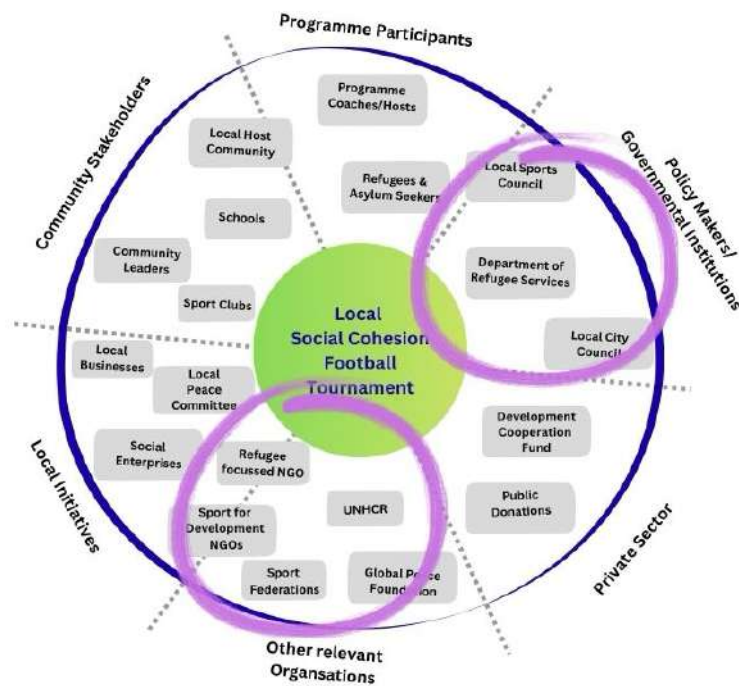 Programme Participants
Community Stakeholders
Policy Makers/
Governmental Institutions
Programme
Coaches/Hosts
Local Host
Community
Refugees &
Asylum Seekers
Local Sports
Council
Schools
Community
Leaders
Department of
Refugee Services
Sport Clubs
Local
Social Cohesion
Football
Tournament
Local City
Council
Local
Businesses
Local
Peace
Committee
Development
Cooperation
Fund
Social
Enterprises
Refugee
focussed NGO
Public
Donations
UNHCR
Sport for
Development
NGOs
Sport
Federations
Global Peace
Foundation
Local Initiatives
Private Sector
Other relevant
Organsations